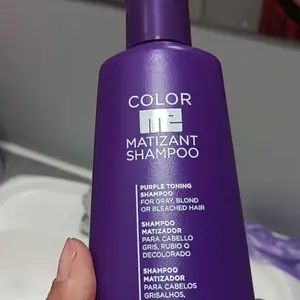 COLOR
ME
MATIZANT
SHAMPOO
PURPLE TONING
SHAMPOO
FOR GRAY, BLOND
OR BLEACHED HAIR
SHAMPOO
MATIZADOR
PARA CABELLO
GRIS, RUBIO O
DECOLORADO
SHAMPOO
MATIZADOR
PARA CABELOS
GRISALHOS,